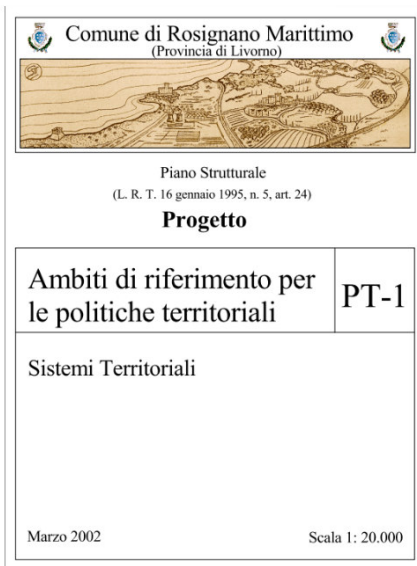 Comune di Rosignano Marittimo
(Provincia di Livorno)
Piano Strutturale
(L. R. T. 16 gennaio 1995, n. 5, art. 24)
Progetto
Ambiti di riferimento per
le politiche territoriali
PT-1
Sistemi Territoriali
Marzo 2002
Scala 1: 20.000